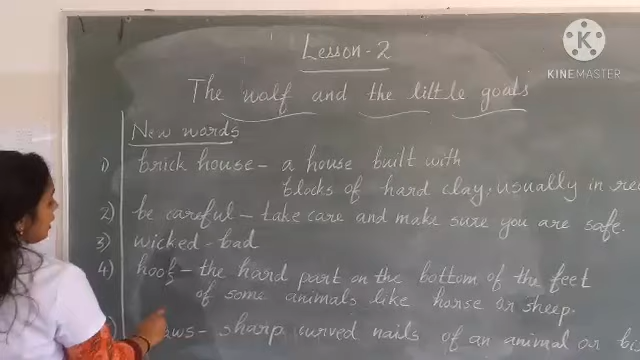 Lesson-2
KINEMASTER
The wolf and the little goats
New words
1) brick house - a house built with
blocks of hard clay, usually in
2) be careful - take care and make sure you are safe.
3) wicked - bad
4) hoof - the hard part on the bottom of the feet
of some animals like horse or sheep.
- sharp curved nails of an animal or